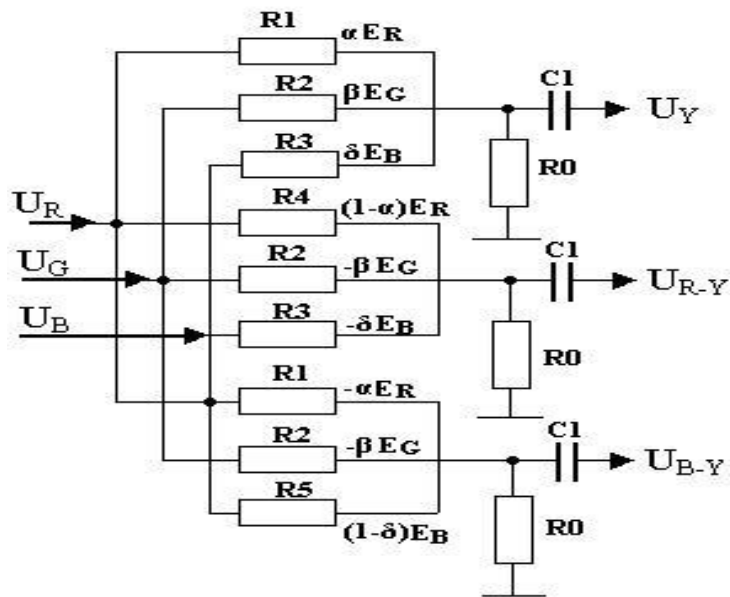 R1 αER
R2 βEG C1 UY
R3 δEB R0
UR R4 (1-α)ER
UG R2 -βEG C1 UR-Y
UB R3 -δEB R0
R1 -αER
R2 -βEG C1 UB-Y
R5 (1-δ)EB R0